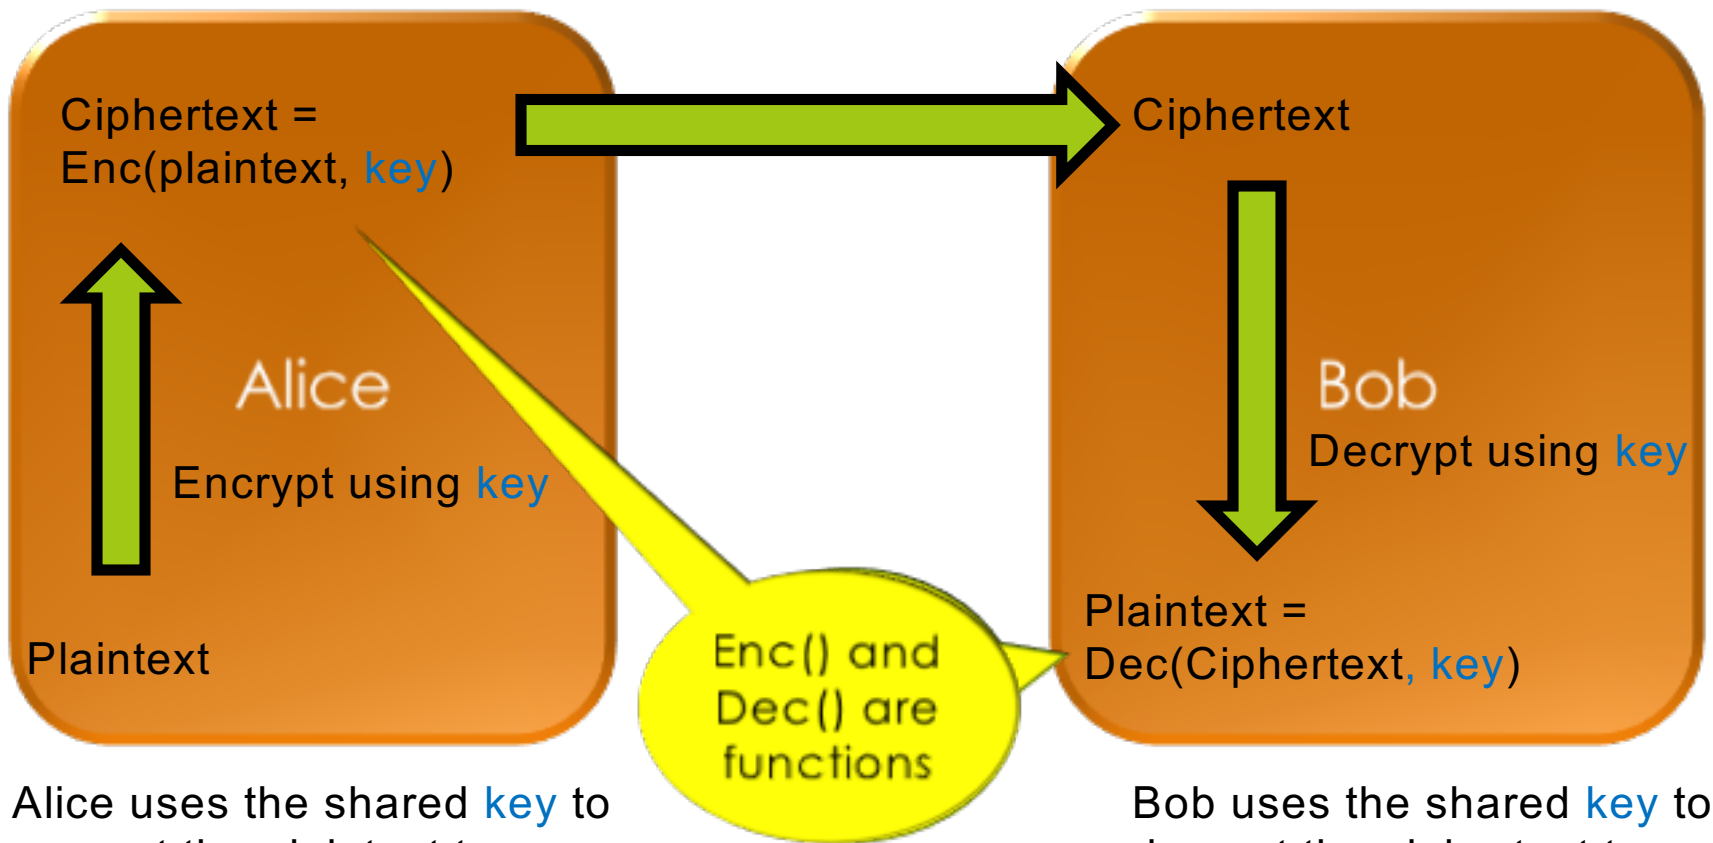 Ciphertext =
Enc(plaintext, key)
Alice
Encrypt using key
Plaintext
Enc() and
Dec() are
functions
Ciphertext
Bob
Decrypt using key
Plaintext =
Dec(Ciphertext, key)
Alice uses the shared key to
Bob uses the shared key to